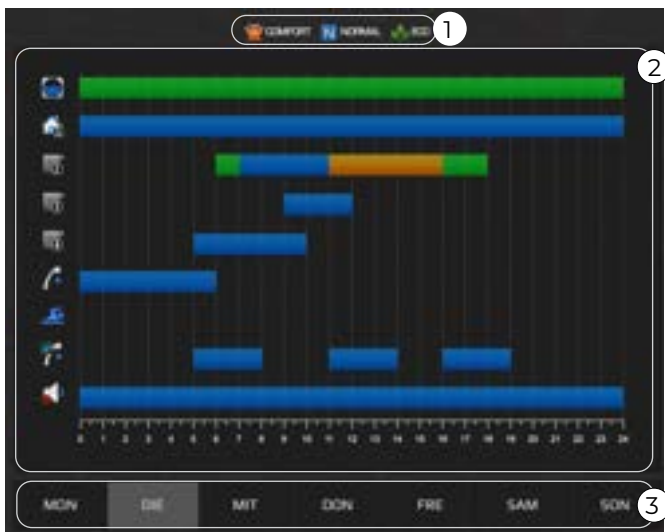 COMFORT N NORMAL ECO 1
2
0 1 2 3 4 5 6 7 8 9 10 11 12 13 14 15 16 17 18 19 20 21 22 23 24
MON DIE MIT DON FRE SAM SON 3